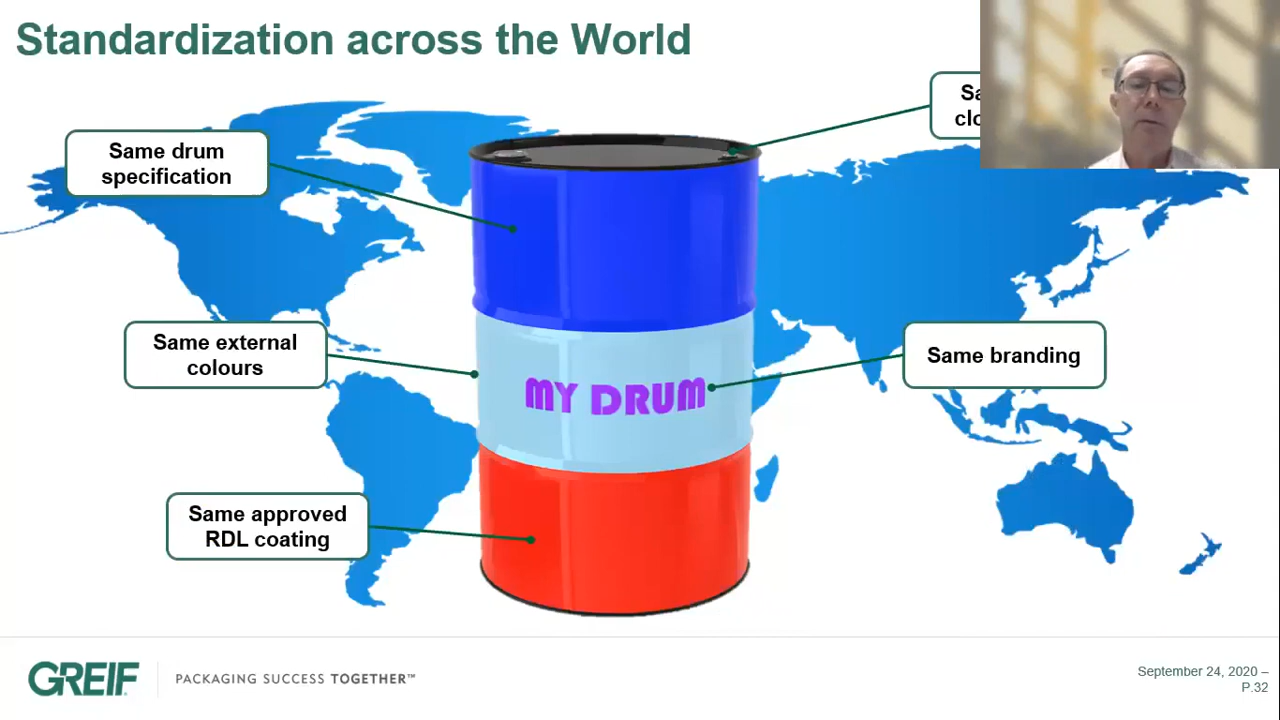 Standardization across the World
Same drum
specification
Same external
colours
Same approved
RDL coating
MY DRUM
Same branding
GREIF
PACKAGING SUCCESS TOGETHER™
September 24, 2020 –
P.32